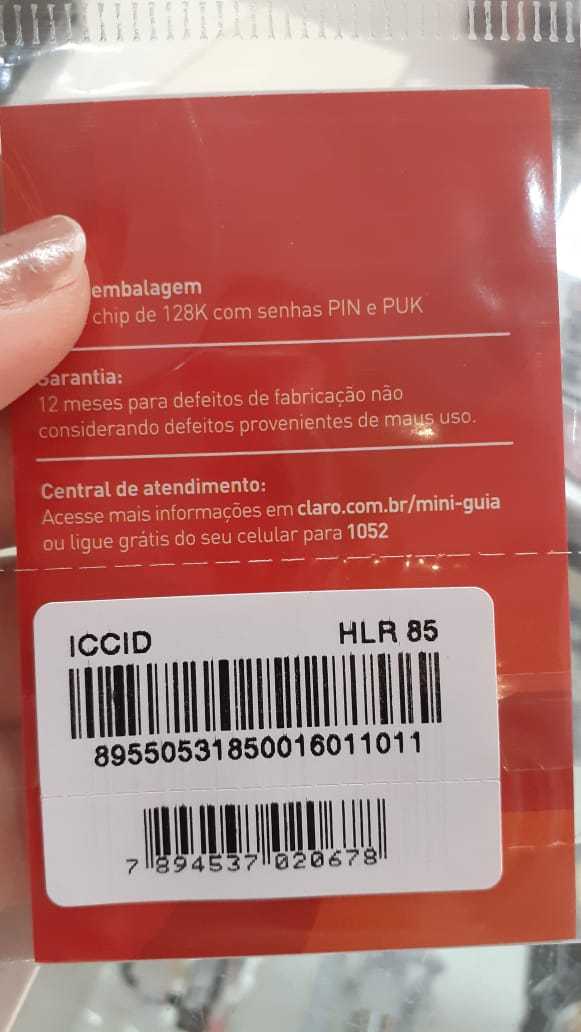 embalagem
chip de 128K com senhas PIN e PUK
Garantia:
12 meses para defeitos de fabricação não
considerando defeitos provenientes de maus uso.
Central de atendimento:
Acesse mais informações em claro.com.br/mini-guia
ou ligue grátis do seu celular para 1052
ICCID HLR 85
89550531850016011011
7 894537 020678